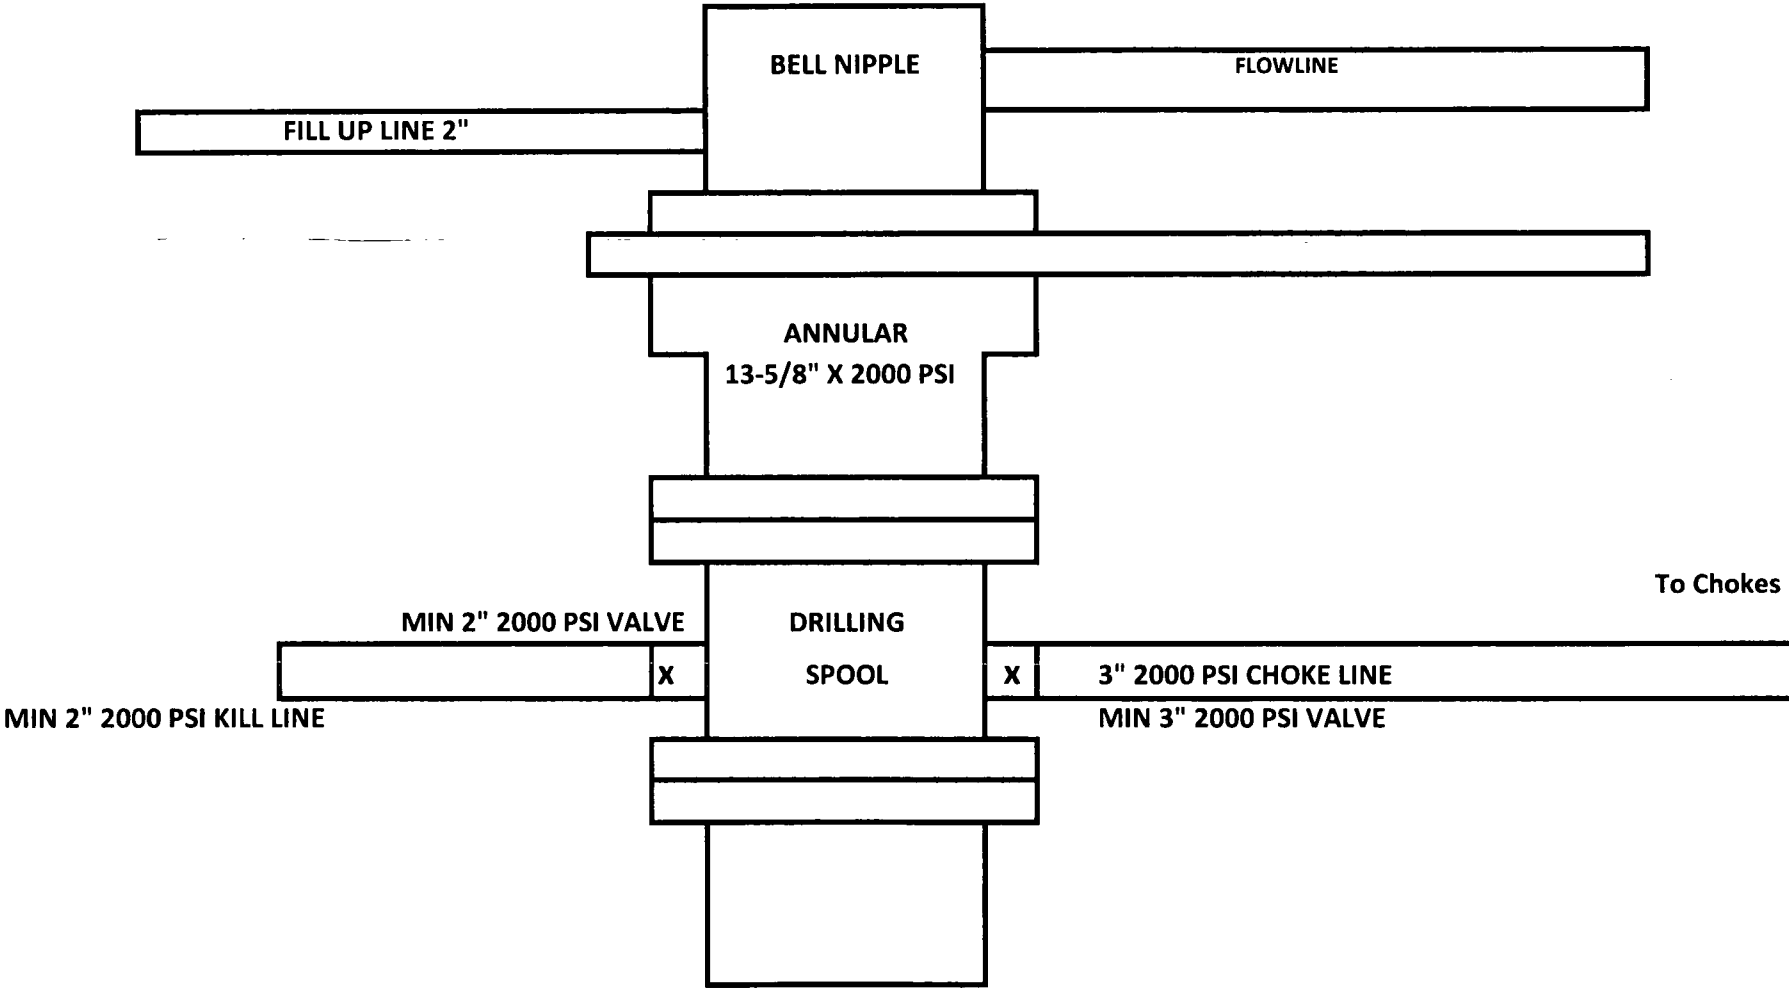 BELL NIPPLE
FLOWLINE
FILL UP LINE 2"
ANNULAR
13-5/8" X 2000 PSI
To Chokes
MIN 2" 2000 PSI VALVE
DRILLING
X
SPOOL
X
3" 2000 PSI CHOKE LINE
MIN 2" 2000 PSI KILL LINE
MIN 3" 2000 PSI VALVE